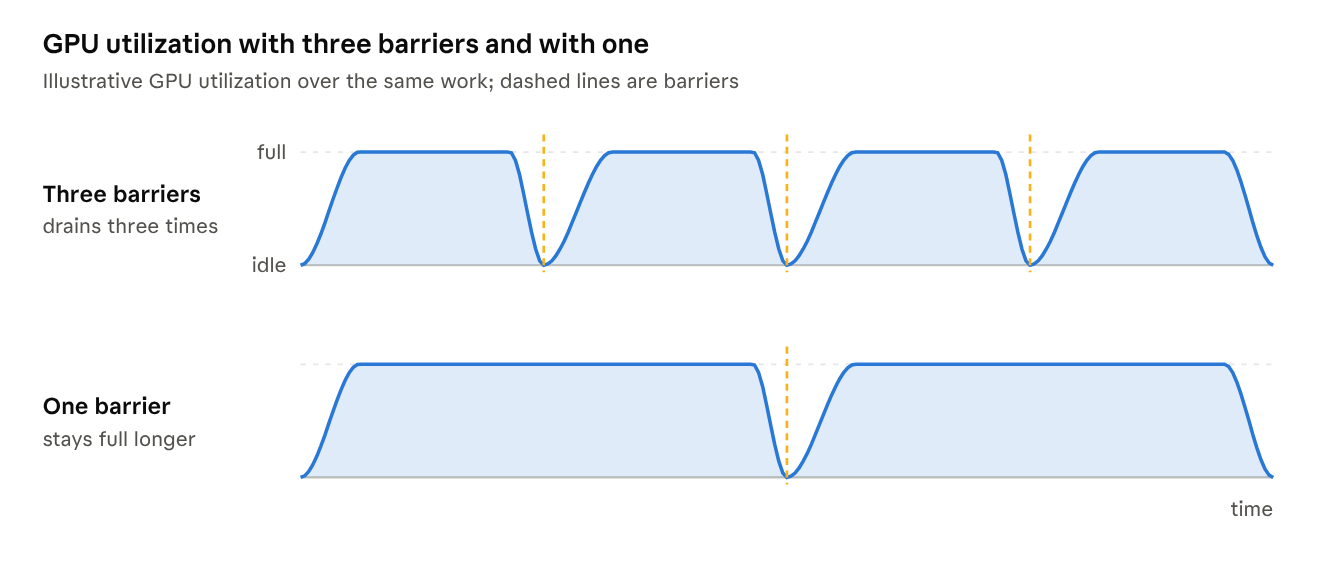 GPU utilization with three barriers and with one
Illustrative GPU utilization over the same work; dashed lines are barriers
full
Three barriers
drains three times
idle
One barrier
stays full longer
time